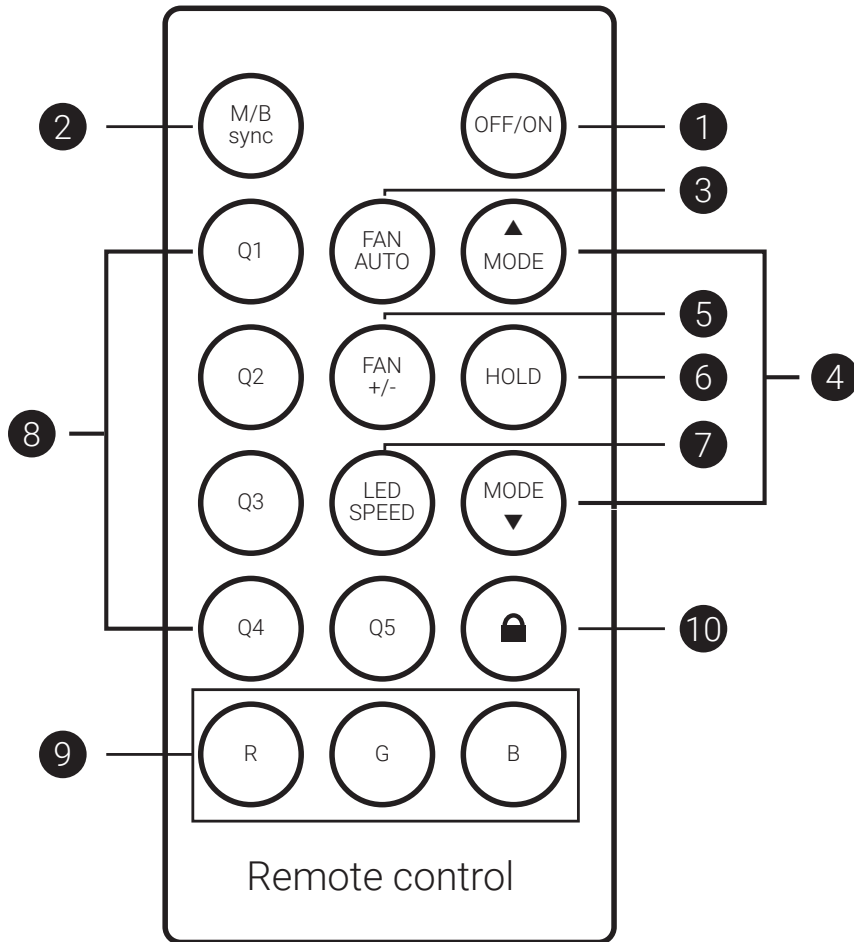 M/B
sync
OFF/ON
2
1
3
Q1
FAN
AUTO
MODE
5
Q2
FAN
+/-
HOLD
6
4
8
7
Q3
LED
SPEED
MODE
Q4
Q5
10
9
R
G
B
Remote control